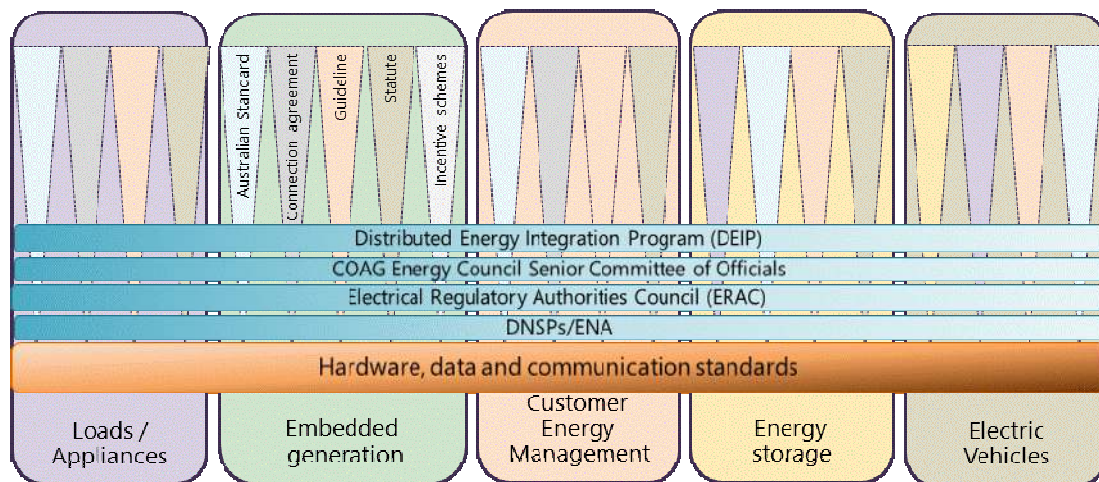 Australian Standard
Connection agreement
Guideline
Statute
Incentive schemes
Distributed Energy Integration Program (DEIP)
COAG Energy Council Senior Committee of Officials
Electrical Regulatory Authorities Council (ERAC)
DNSPs/ENA
Hardware, data and communication standards
Loads /
Appliances
Embedded
generation
Customer
Energy
Management
Energy
storage
Electric
Vehicles